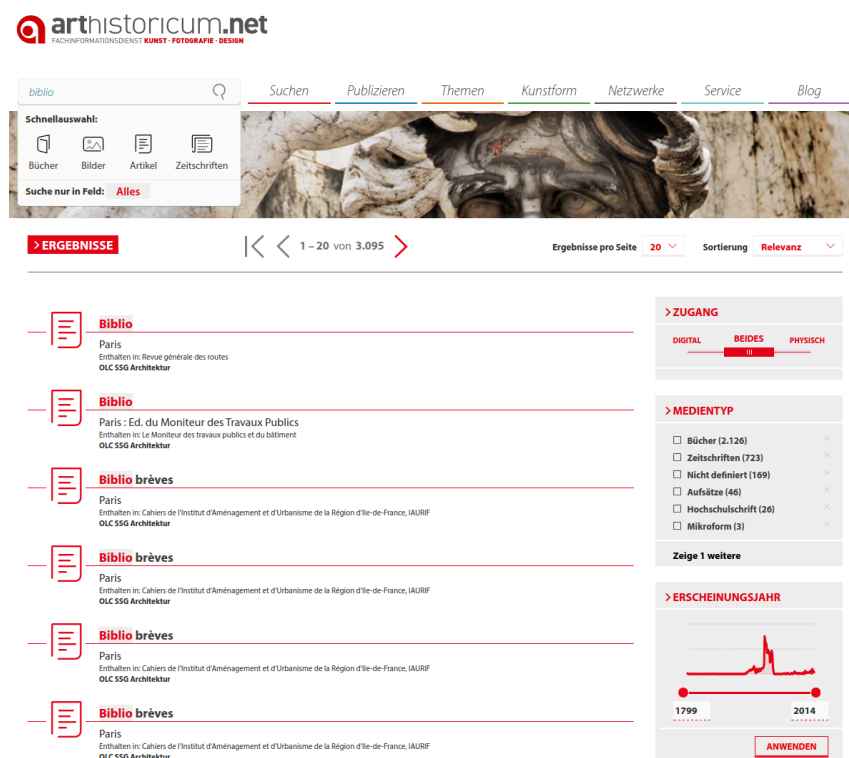 arthistoricum.net
FACHINFORMATIONSDIENST KUNST · FOTOGRAFIE · DESIGN
biblio
Suchen Publizieren Themen Kunstform Netzwerke Service Blog
Schnellauswahl:
Bücher Bilder Artikel Zeitschriften
Suche nur in Feld: Alles
> ERGEBNISSE
1 – 20 von 3.095
Ergebnisse pro Seite 20 Sortierung Relevanz
Biblio
Paris
Enthalten in: Revue générale des routes
OLC SSG Architektur
Biblio
Paris : Ed. du Moniteur des Travaux Publics
Enthalten in: Le Moniteur des travaux publics et du bâtiment
OLC SSG Architektur
Biblio brèves
Paris
Enthalten in: Cahiers de l'Institut d'Aménagement et d'Urbanisme de la Région d'Ile-de-France, IAURIF
OLC SSG Architektur
Biblio brèves
Paris
Enthalten in: Cahiers de l'Institut d'Aménagement et d'Urbanisme de la Région d'Ile-de-France, IAURIF
OLC SSG Architektur
Biblio brèves
Paris
Enthalten in: Cahiers de l'Institut d'Aménagement et d'Urbanisme de la Région d'Ile-de-France, IAURIF
OLC SSG Architektur
Biblio brèves
Paris
Enthalten in: Cahiers de l'Institut d'Aménagement et d'Urbanisme de la Région d'Ile-de-France, IAURIF
OLC SSG Architektur
> ZUGANG
DIGITAL BEIDES PHYSISCH
> MEDIENTYP
Bücher (2.126)
Zeitschriften (723)
Nicht definiert (169)
Aufsätze (46)
Hochschulschrift (26)
Mikroform (3)
Zeige 1 weitere
> ERSCHEINUNGSJAHR
1799 2014
ANWENDEN